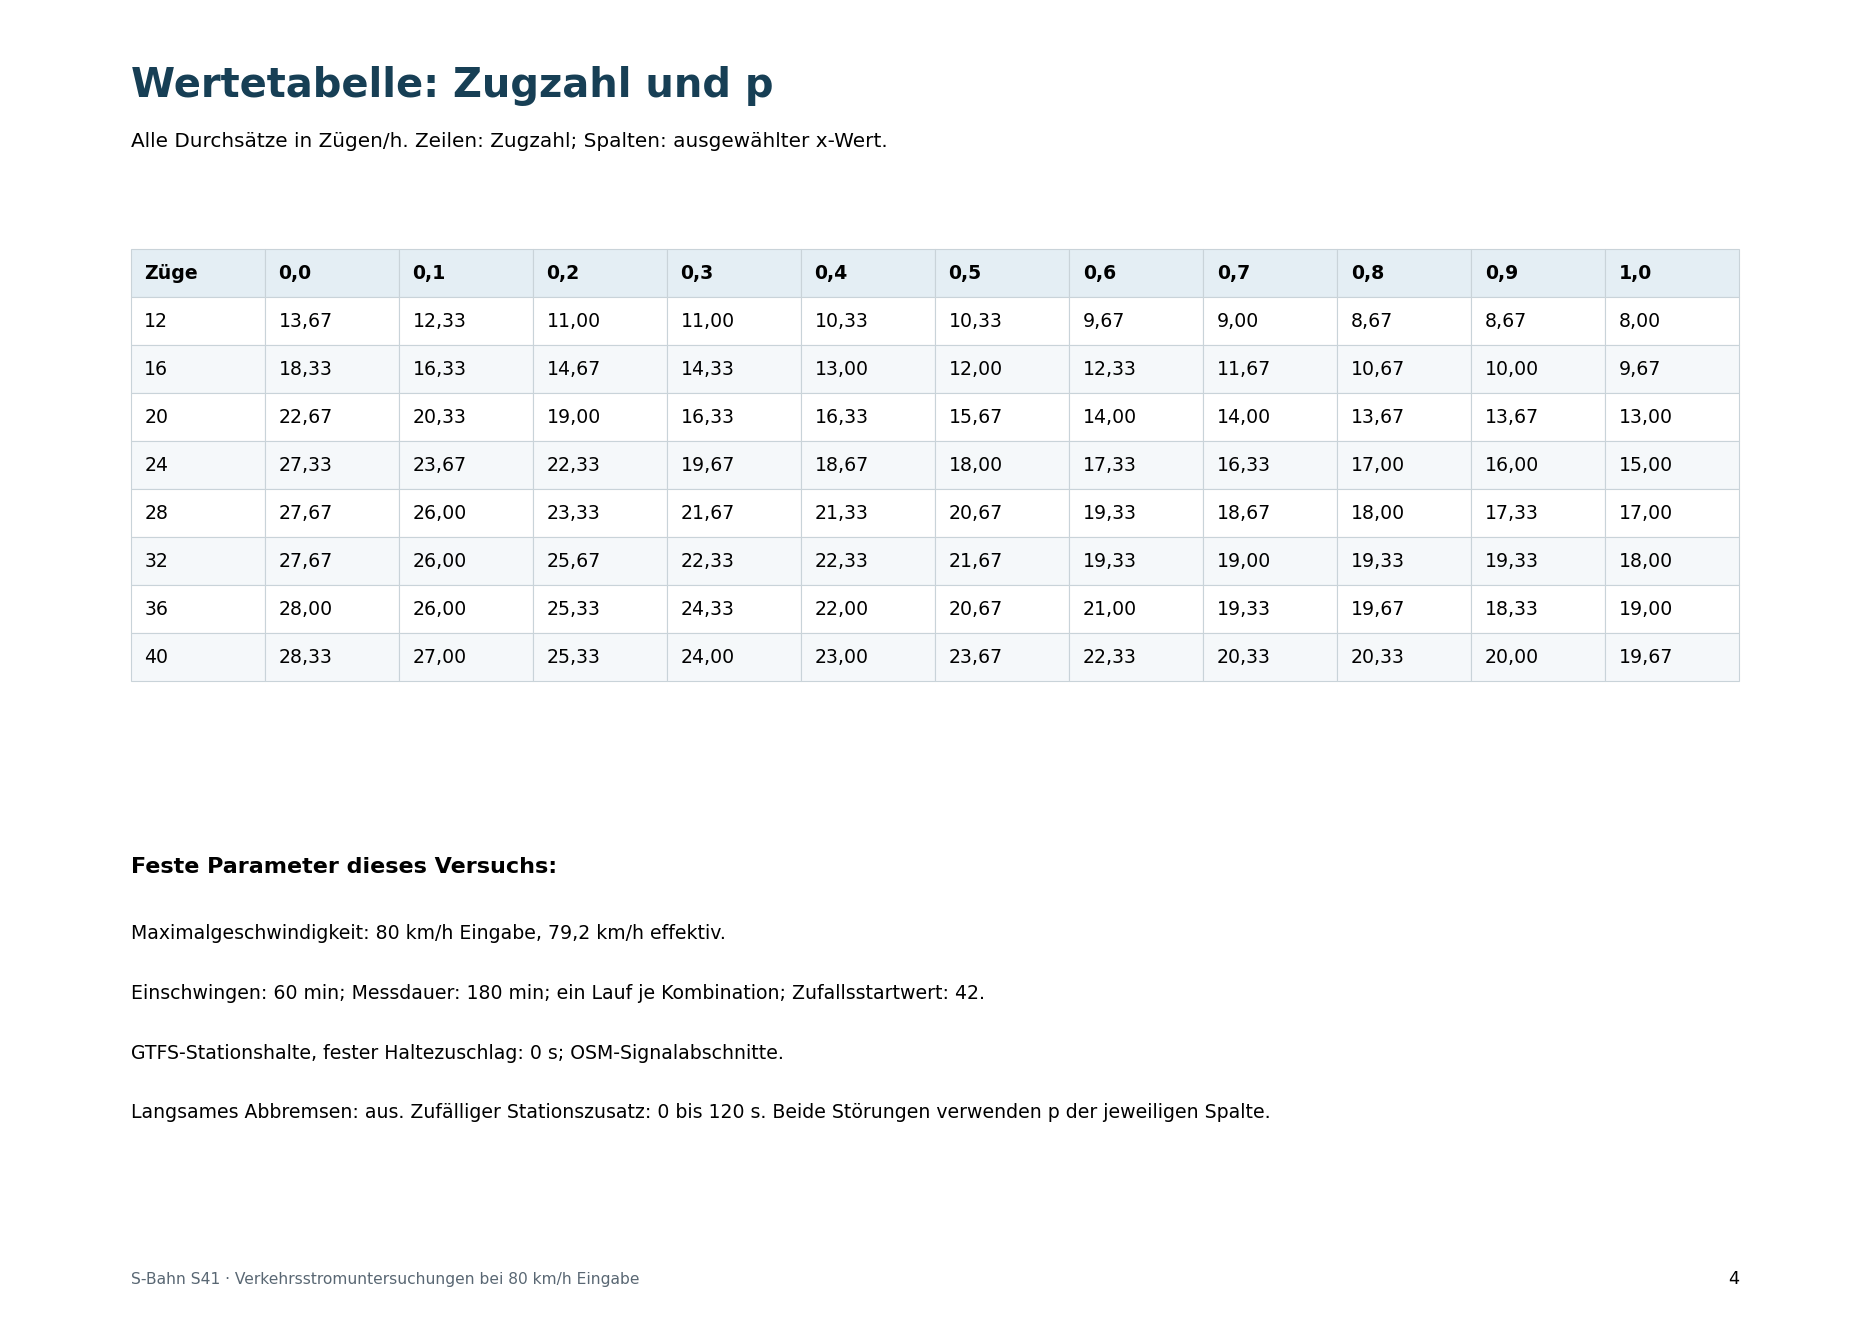 Wertetabelle: Zugzahl und p
Alle Durchsätze in Zügen/h. Zeilen: Zugzahl; Spalten: ausgewählter x-Wert.
Züge 0,0 0,1 0,2 0,3 0,4 0,5 0,6 0,7 0,8 0,9 1,0
12 13,67 12,33 11,00 11,00 10,33 10,33 9,67 9,00 8,67 8,67 8,00
16 18,33 16,33 14,67 14,33 13,00 12,00 12,33 11,67 10,67 10,00 9,67
20 22,67 20,33 19,00 16,33 16,33 15,67 14,00 14,00 13,67 13,67 13,00
24 27,33 23,67 22,33 19,67 18,67 18,00 17,33 16,33 17,00 16,00 15,00
28 27,67 26,00 23,33 21,67 21,33 20,67 19,33 18,67 18,00 17,33 17,00
32 27,67 26,00 25,67 22,33 22,33 21,67 19,33 19,00 19,33 19,33 18,00
36 28,00 26,00 25,33 24,33 22,00 20,67 21,00 19,33 19,67 18,33 19,00
40 28,33 27,00 25,33 24,00 23,00 23,67 22,33 20,33 20,33 20,00 19,67
Feste Parameter dieses Versuchs:
Maximalgeschwindigkeit: 80 km/h Eingabe, 79,2 km/h effektiv.
Einschwingen: 60 min; Messdauer: 180 min; ein Lauf je Kombination; Zufallsstartwert: 42.
GTFS-Stationshalte, fester Haltezuschlag: 0 s; OSM-Signalabschnitte.
Langsames Abbremsen: aus. Zufälliger Stationszusatz: 0 bis 120 s. Beide Störungen verwenden p der jeweiligen Spalte.
S-Bahn S41 · Verkehrsstromuntersuchungen bei 80 km/h Eingabe
4